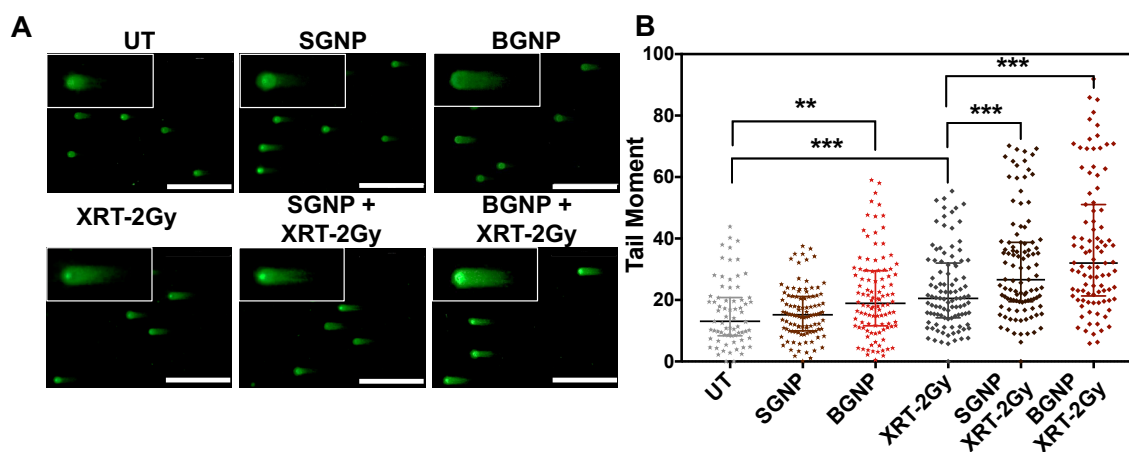 A
UT
SGNP
BGNP
XRT-2Gy
SGNP +
XRT-2Gy
BGNP +
XRT-2Gy
B
Tail Moment
100
80
60
40
20
0
***
**
***
***
UT
SGNP
BGNP
XRT-2Gy
SGNP
XRT-2Gy
BGNP
XRT-2Gy